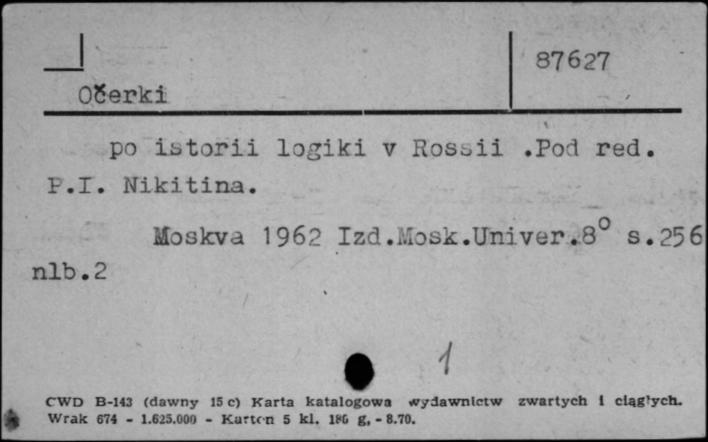 87627
Očerki
po istorii logiki v Rossii .Pod red.
P.I. Nikitina.
Moskva 1962 Izd.Mosk.Univer.8° s.256
nlb.2
1
CWD B-143 (dawny 15 c) Karta katalogowa wydawnictw zwartych i ciągłych.
Wrak 674 - 1.625.000 - Karton 5 kl. 180 g, - 8.70.